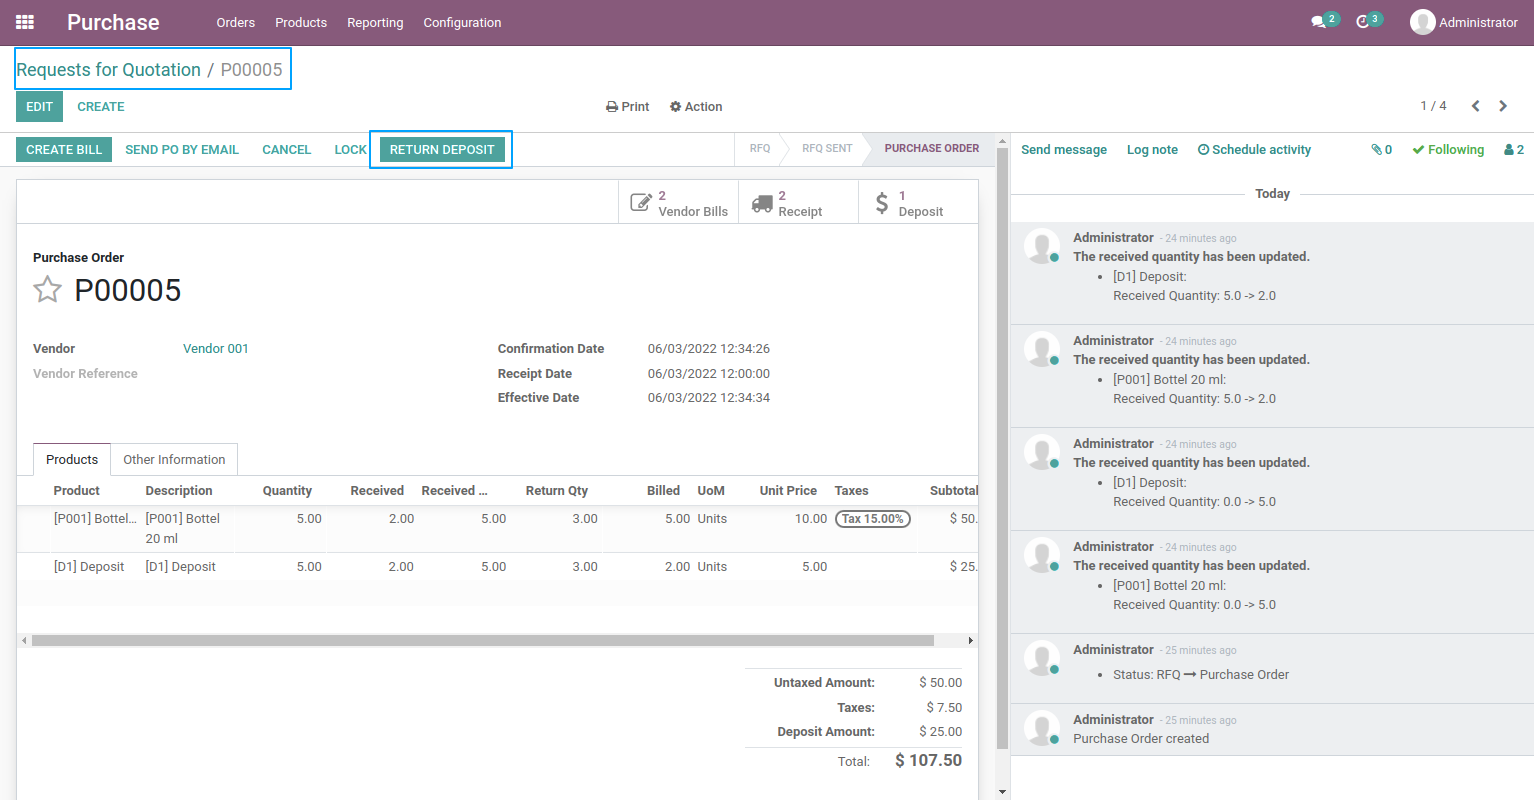 Purchase Orders Products Reporting Configuration 2 3 Administrator
Requests for Quotation / P00005
EDIT CREATE Print Action 1 / 4
CREATE BILL SEND PO BY EMAIL CANCEL LOCK RETURN DEPOSIT RFQ RFQ SENT PURCHASE ORDER
2 Vendor Bills
2 Receipt
1 Deposit
Purchase Order
P00005
Vendor Vendor 001
Vendor Reference
Confirmation Date 06/03/2022 12:34:26
Receipt Date 06/03/2022 12:00:00
Effective Date 06/03/2022 12:34:34
Products Other Information
Product Description Quantity Received Received ... Return Qty Billed UoM Unit Price Taxes Subtotal
[P001] Bottel... [P001] Bottel 5.00 2.00 5.00 3.00 5.00 Units 10.00 Tax 15.00% $ 50.
20 ml
[D1] Deposit [D1] Deposit 5.00 2.00 5.00 3.00 2.00 Units 5.00 $ 25.
Untaxed Amount: $ 50.00
Taxes: $ 7.50
Deposit Amount: $ 25.00
Total: $ 107.50
Send message Log note Schedule activity 0 Following 2
Today
Administrator - 24 minutes ago
The received quantity has been updated.
• [D1] Deposit:
Received Quantity: 5.0 -> 2.0
Administrator - 24 minutes ago
The received quantity has been updated.
• [P001] Bottel 20 ml:
Received Quantity: 5.0 -> 2.0
Administrator - 24 minutes ago
The received quantity has been updated.
• [D1] Deposit:
Received Quantity: 0.0 -> 5.0
Administrator - 24 minutes ago
The received quantity has been updated.
• [P001] Bottel 20 ml:
Received Quantity: 0.0 -> 5.0
Administrator - 25 minutes ago
• Status: RFQ → Purchase Order
Administrator - 25 minutes ago
Purchase Order created